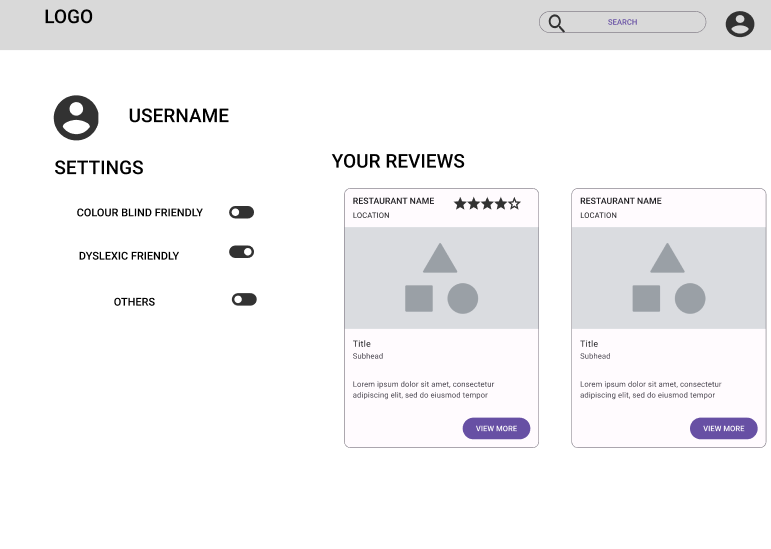 LOGO
SEARCH
USERNAME
SETTINGS
COLOUR BLIND FRIENDLY
DYSLEXIC FRIENDLY
OTHERS
YOUR REVIEWS
RESTAURANT NAME
LOCATION
Title
Subhead
Lorem ipsum dolor sit amet, consectetur
adipiscing elit, sed do eiusmod tempor
VIEW MORE
RESTAURANT NAME
LOCATION
Title
Subhead
Lorem ipsum dolor sit amet, consectetur
adipiscing elit, sed do eiusmod tempor
VIEW MORE